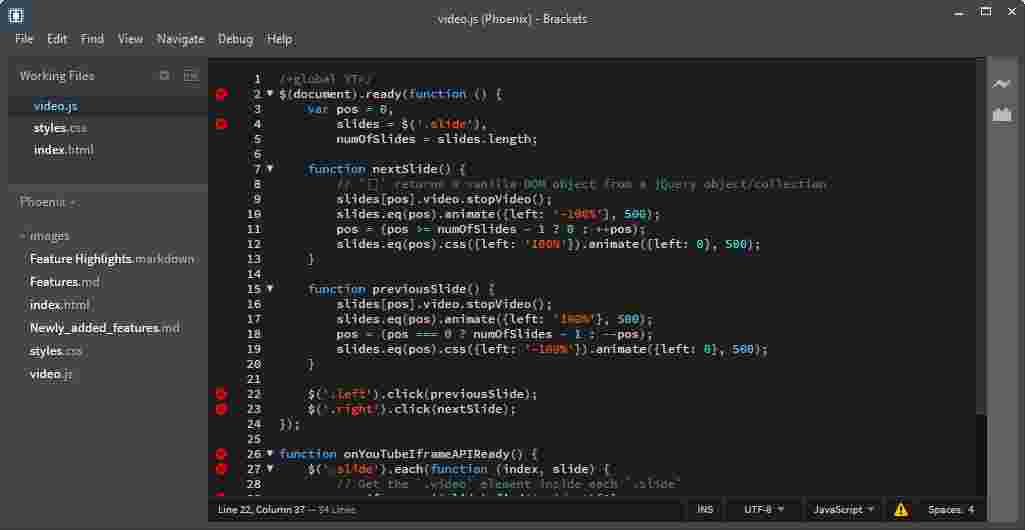 video.js (Phoenix) - Brackets
File Edit Find View Navigate Debug Help
Working Files
video.js
styles.css
index.html
Phoenix
images
Feature Highlights.markdown
Features.md
index.html
Newly_added_features.md
styles.css
video.js
1 /*global YT*/
2 $(document).ready(function () {
3 var pos = 0,
4 slides = $('.slide'),
5 numOfSlides = slides.length;
6
7 function nextSlide() {
8 // `[]` returns a vanilla DOM object from a jQuery object/collection
9 slides[pos].video.stopVideo();
10 slides.eq(pos).animate({left: '-100%'}, 500);
11 pos = (pos >= numOfSlides - 1 ? 0 : ++pos);
12 slides.eq(pos).css({left: '100%'}).animate({left: 0}, 500);
13 }
14
15 function previousSlide() {
16 slides[pos].video.stopVideo();
17 slides.eq(pos).animate({left: '100%'}, 500);
18 pos = (pos === 0 ? numOfSlides - 1 : --pos);
19 slides.eq(pos).css({left: '-100%'}).animate({left: 0}, 500);
20 }
21
22 $('.left').click(previousSlide);
23 $('.right').click(nextSlide);
24 });
25
26 function onYouTubeIframeAPIReady() {
27 $('.slide').each(function (index, slide) {
28 // Get the `.video` element inside each `.slide`
Line 22, Column 37 — 54 Lines
INS UTF-8 JavaScript Spaces: 4